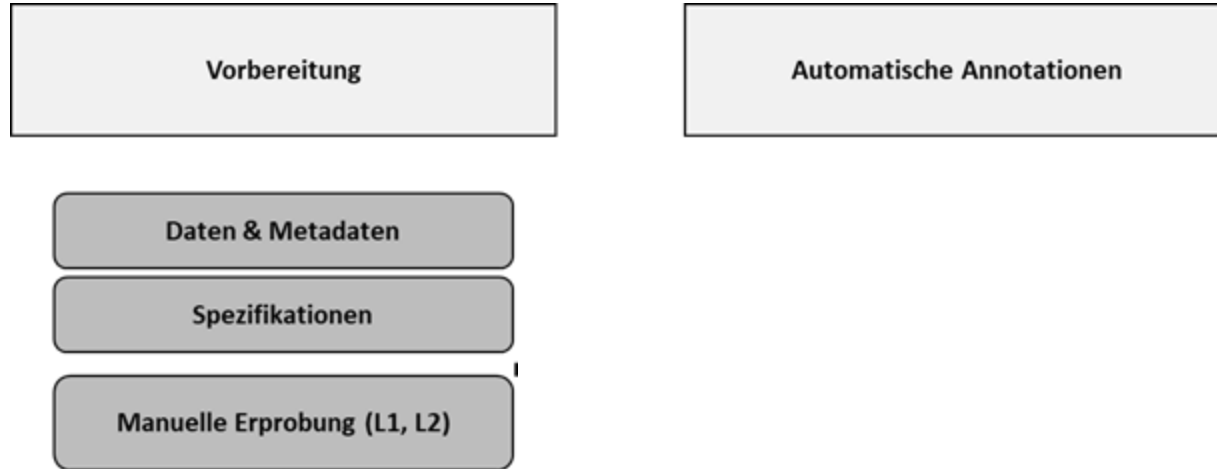 Vorbereitung
Automatische Annotationen
Daten & Metadaten
Spezifikationen
Manuelle Erprobung (L1, L2)